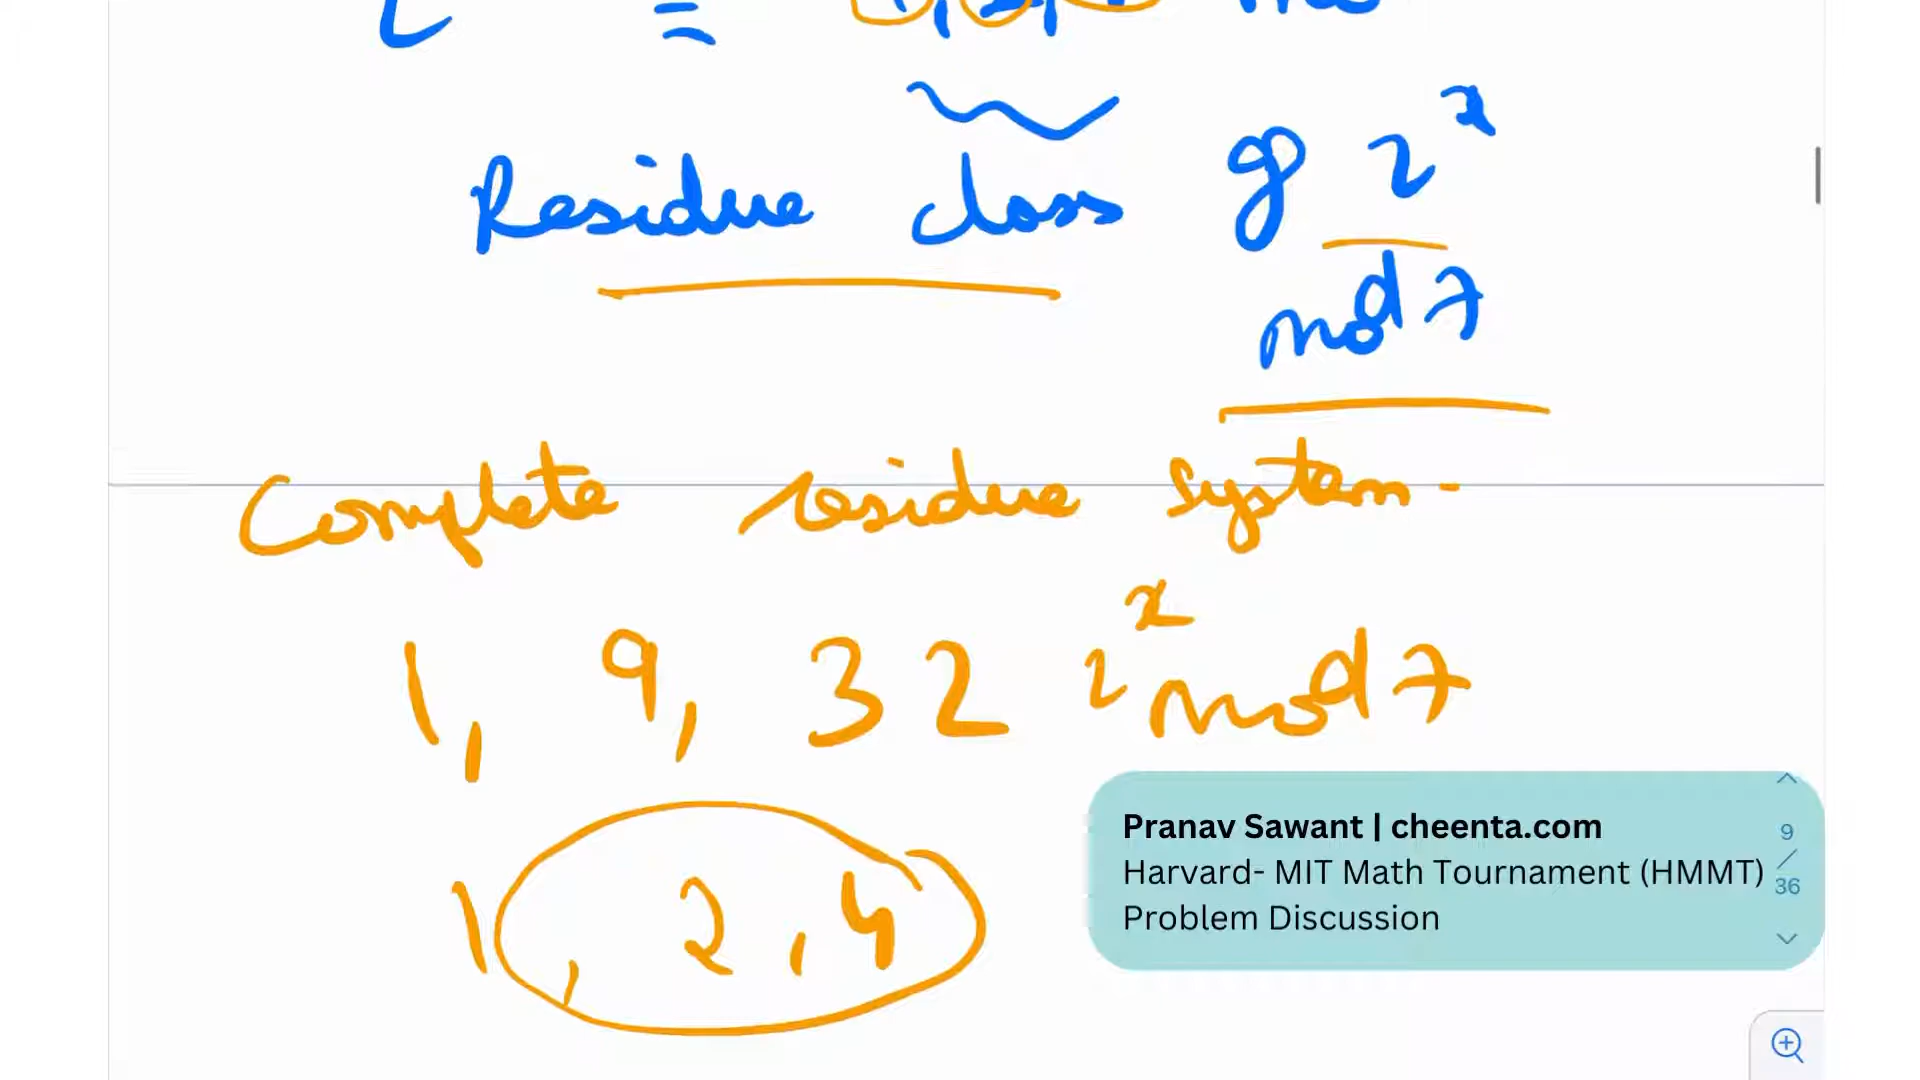 Residue class of 2^x
mod 7
Complete residue system.
1, 9, 32 2^x mod 7
1, 2, 4
Pranav Sawant | cheenta.com
Harvard- MIT Math Tournament (HMMT)
Problem Discussion
9
/
36